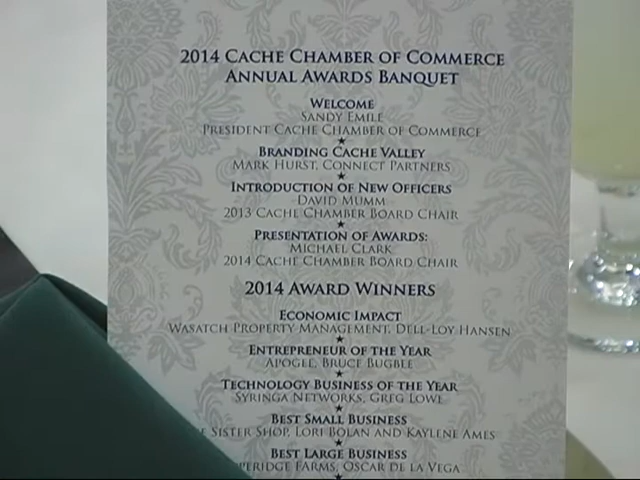 2014 Cache Chamber of Commerce
Annual Awards Banquet
Welcome
Sandy Emile
President Cache Chamber of Commerce
Branding Cache Valley
Mark Hurst, Connect Partners
Introduction of New Officers
David Mumm
2013 Cache Chamber Board Chair
Presentation of Awards:
Michael Clark
2014 Cache Chamber Board Chair
2014 Award Winners
Economic Impact
Wasatch Property Management, Dell-Loy Hansen
Entrepreneur of the Year
Apogee, Bruce Bugbee
Technology Business of the Year
Syringa Networks, Greg Lowe
Best Small Business
Sister Shop, Lori Bolan and Kaylene Ames
Best Large Business
Farms, Oscar de la Vega